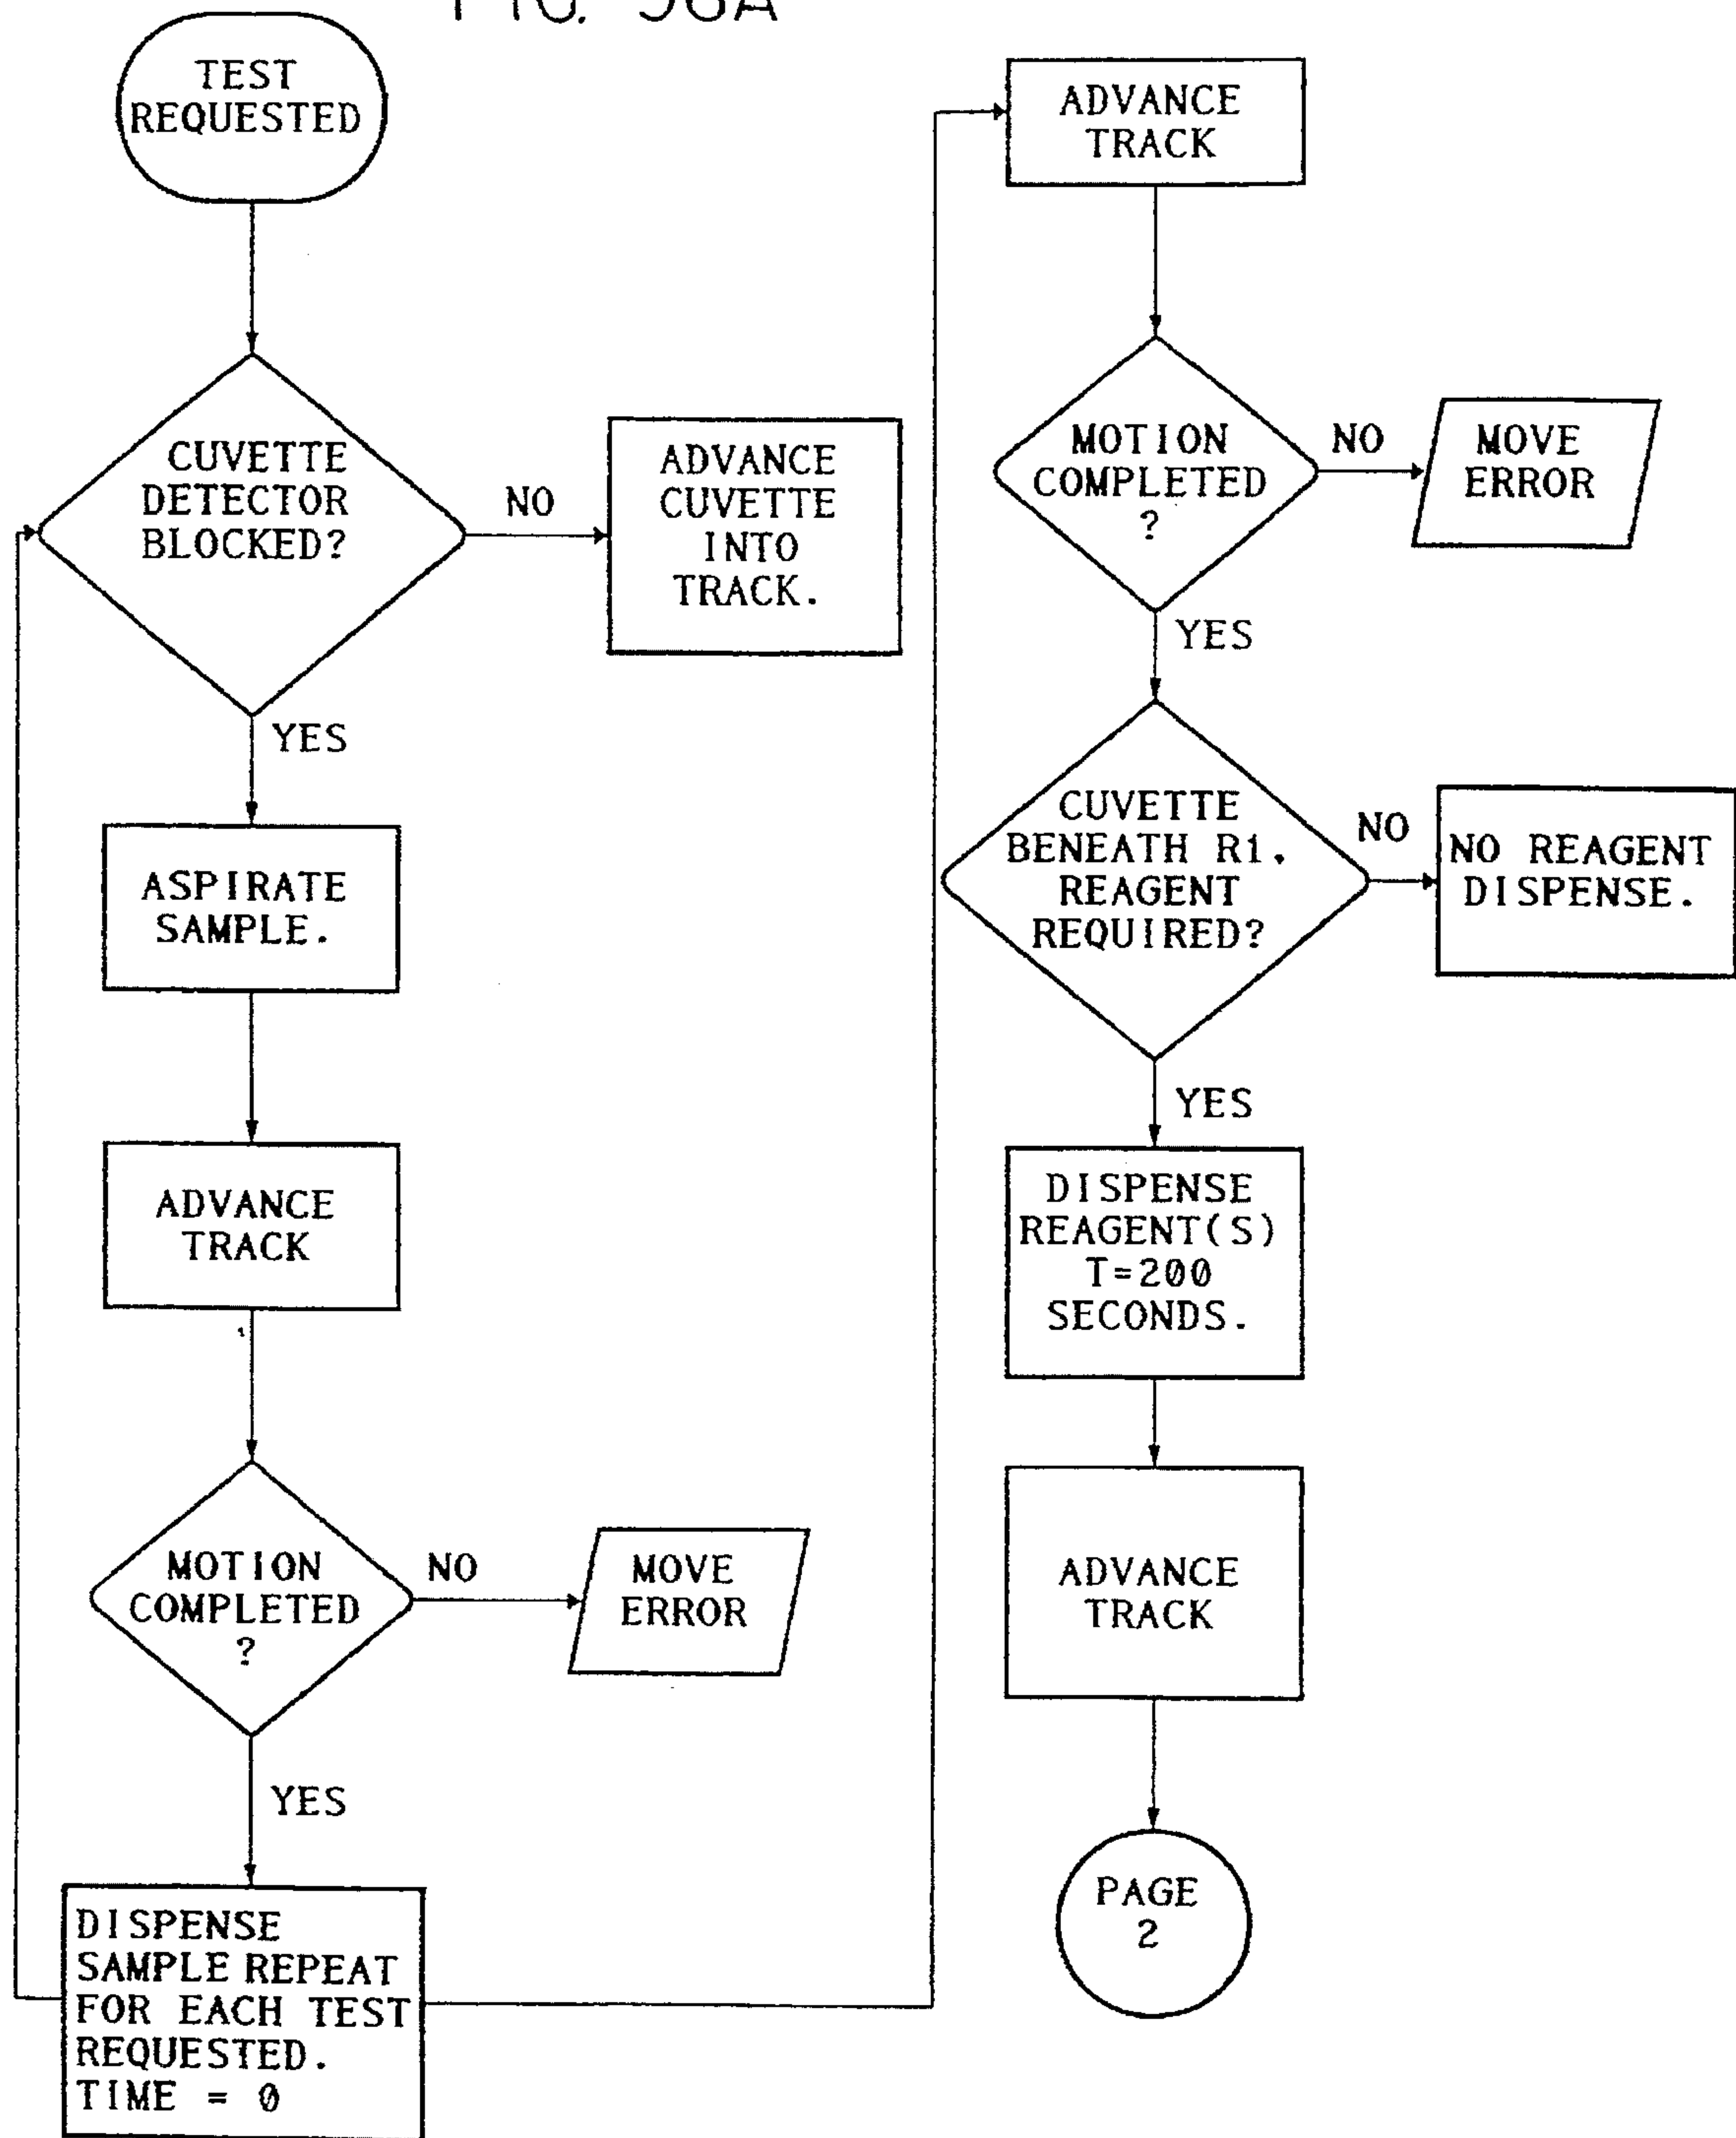 FIG.
TEST
REQUESTED
CUVETTE
DETECTOR
BLOCKED?
NO
ADVANCE
CUVETTE
INTO
TRACK.
YES
ASPIRATE
SAMPLE.
ADVANCE
TRACK
MOTION
COMPLETED
?
NO
MOVE
ERROR
YES
DISPENSE
SAMPLE REPEAT
FOR EACH TEST
REQUESTED.
TIME = 0
ADVANCE
TRACK
MOTION
COMPLETED
?
NO
MOVE
ERROR
YES
CUVETTE
BENEATH R1.
REAGENT
REQUIRED?
NO
NO REAGENT
DISPENSE.
YES
DISPENSE
REAGENT(S)
T=200
SECONDS.
ADVANCE
TRACK
PAGE
2